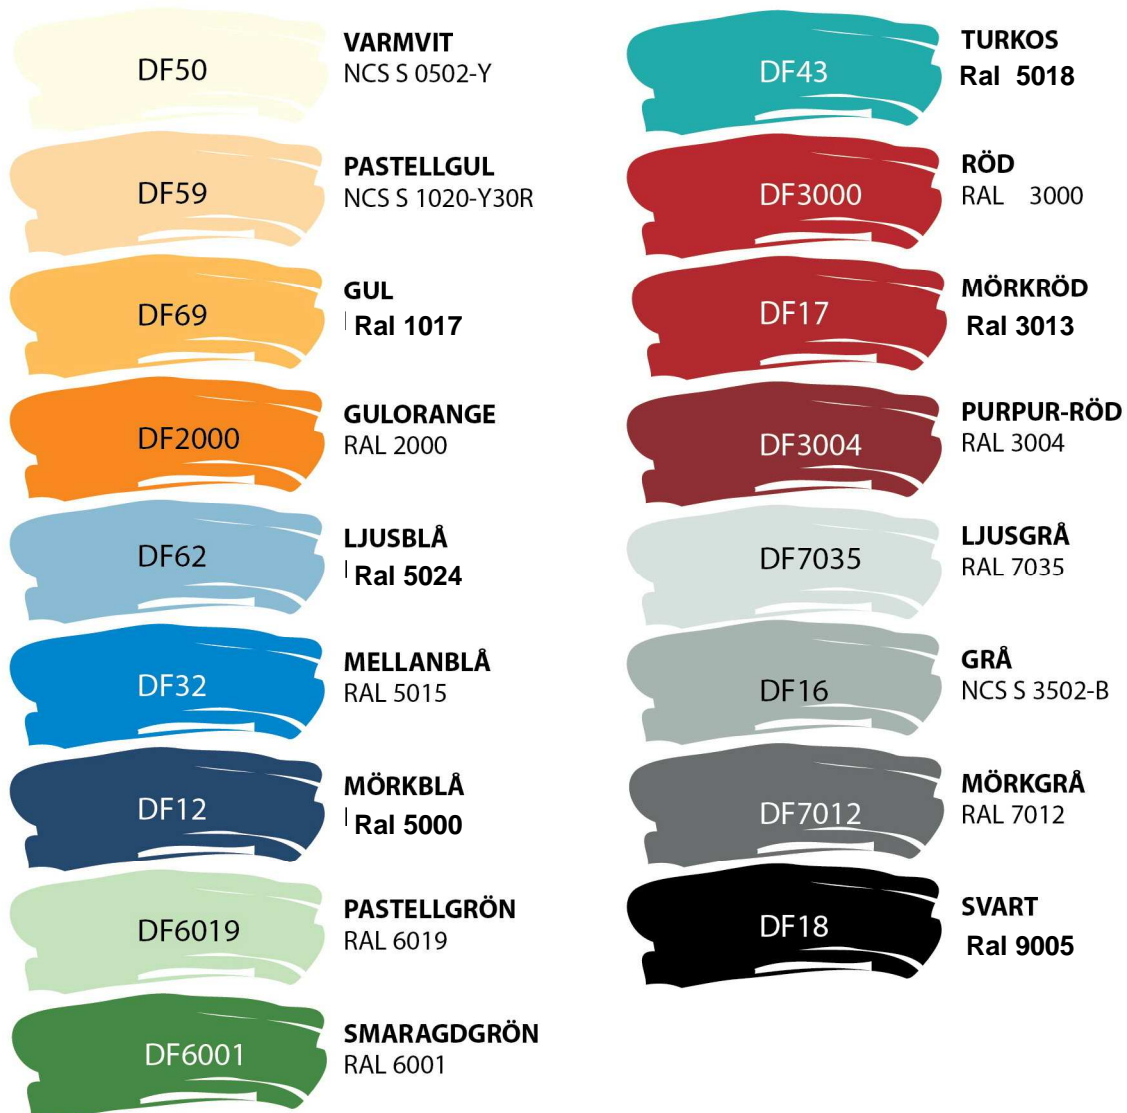 DF50
VARMVIT
NCS S 0502-Y
DF59
PASTELLGUL
NCS S 1020-Y30R
DF69
GUL
Ral 1017
DF2000
GULORANGE
RAL 2000
DF62
LJUSBLÅ
Ral 5024
DF32
MELLANBLÅ
RAL 5015
DF12
MÖRKBLÅ
Ral 5000
DF6019
PASTELLGRÖN
RAL 6019
DF6001
SMARAGDGRÖN
RAL 6001
DF43
TURKOS
Ral 5018
DF3000
RÖD
RAL 3000
DF17
MÖRKRÖD
Ral 3013
DF3004
PURPUR-RÖD
RAL 3004
DF7035
LJUSGRÅ
RAL 7035
DF16
GRÅ
NCS S 3502-B
DF7012
MÖRKGRÅ
RAL 7012
DF18
SVART
Ral 9005